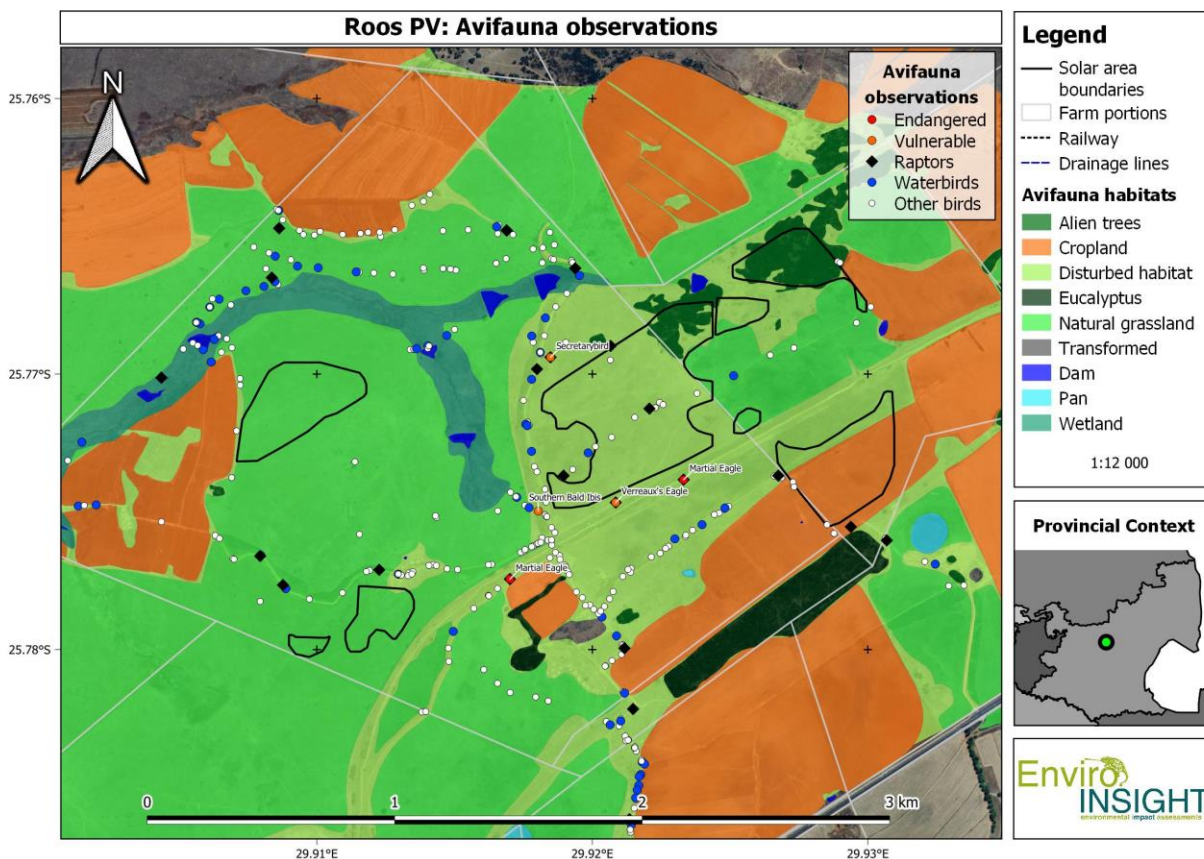 Roos PV: Avifauna observations
N
25.76°S
25.77°S
25.78°S
29.91°E
29.92°E
29.93°E
Avifauna
observations
Endangered
Vulnerable
Raptors
Waterbirds
Other birds
Secretarybird
Martial Eagle
Verreaux's Eagle
Southern Bald Ibis
Martial Eagle
0
1
2
3 km
Legend
Solar area
boundaries
Farm portions
Railway
Drainage lines
Avifauna habitats
Alien trees
Cropland
Disturbed habitat
Eucalyptus
Natural grassland
Transformed
Dam
Pan
Wetland
1:12 000
Provincial Context
Enviro
INSIGHT
environmental impact assessments